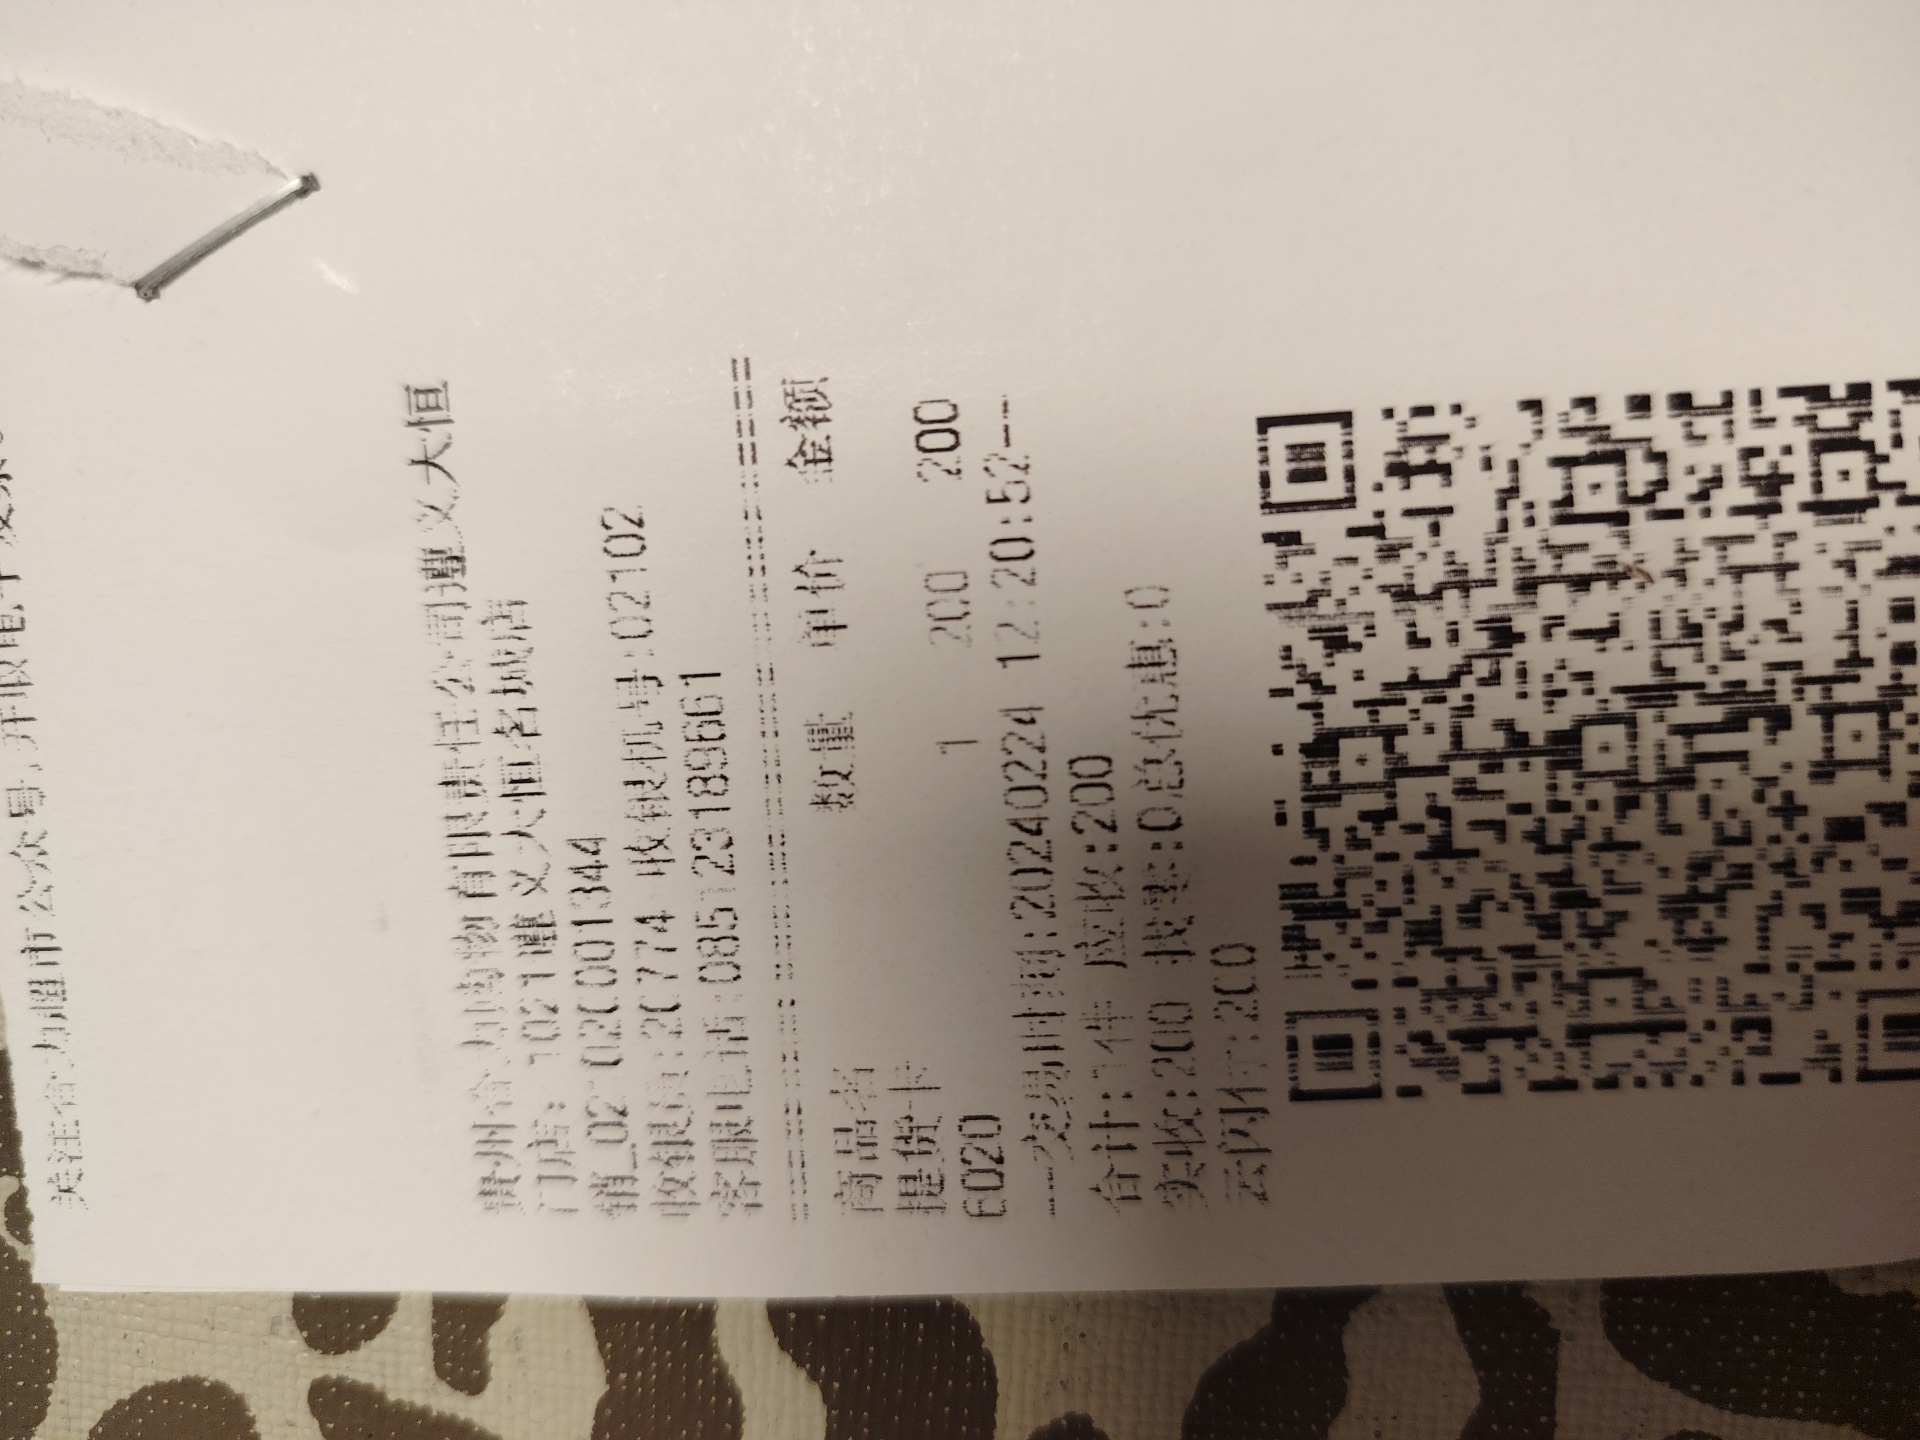 关注合力超市公众号,开取电子发票。
贵州合力购物有限责任公司遵义大恒
门店: 1021遵义大恒名城店
销_02 020001344
收银员:20774 收银机号:02102
客服电话:085123189661
商品名 数量 单价 金额
提货卡
6020 1 200 200
---交易时间:20240224 12:20:52--
合计:1件 应收:200
实收:200 找零:0总优惠:0
云闪付:200